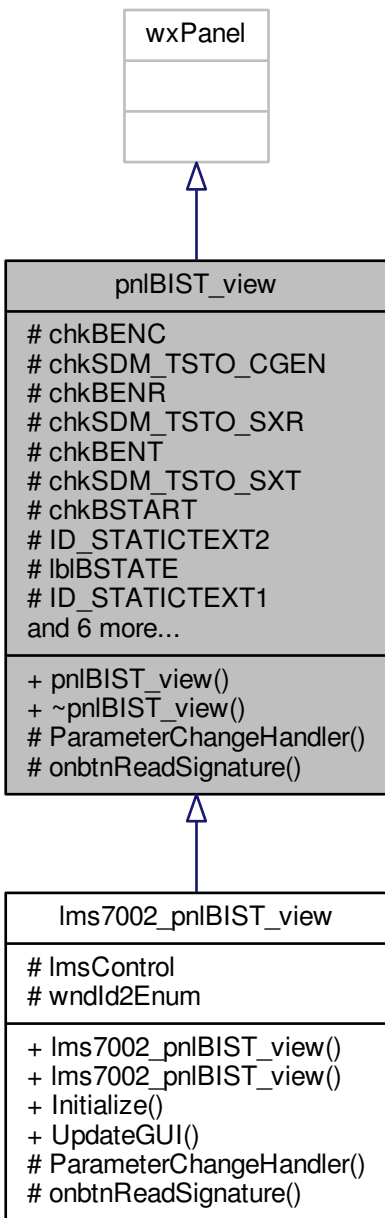 wxPanel
pnlBIST_view
# chkBENC
# chkSDM_TSTO_CGEN
# chkBENR
# chkSDM_TSTO_SXR
# chkBENT
# chkSDM_TSTO_SXT
# chkBSTART
# ID_STATICTEXT2
# lblBSTATE
# ID_STATICTEXT1
and 6 more...
+ pnlBIST_view()
+ ~pnlBIST_view()
# ParameterChangeHandler()
# onbtnReadSignature()
lms7002_pnlBIST_view
# lmsControl
# wndId2Enum
+ lms7002_pnlBIST_view()
+ lms7002_pnlBIST_view()
+ Initialize()
+ UpdateGUI()
# ParameterChangeHandler()
# onbtnReadSignature()